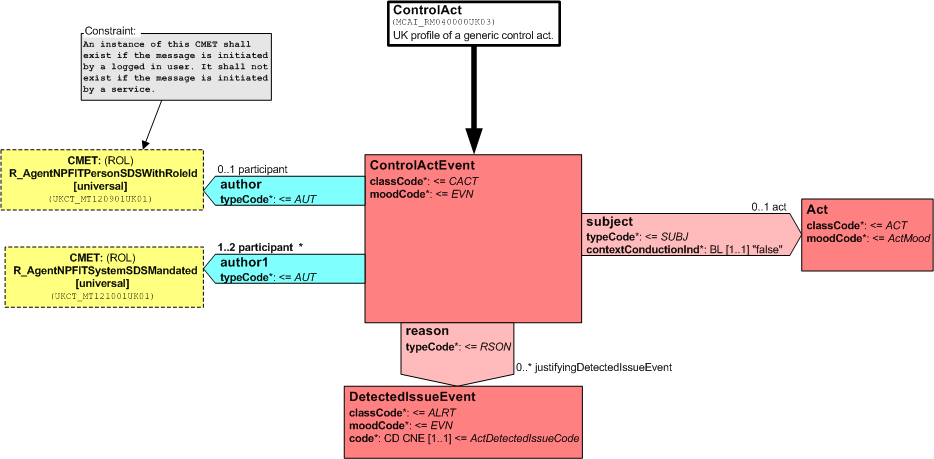 ControlAct
(MCAI_RM040000UK03)
UK profile of a generic control act.
Constraint:
An instance of this CMET shall
exist if the message is initiated
by a logged in user. It shall not
exist if the message is initiated
by a service.
CMET: (ROL)
R_AgentNPFITPersonSDSWithRoleId
[universal]
(UKCT_MT120901UK01)
0..1 participant
author
typeCode*: <= AUT
ControlActEvent
classCode*: <= CACT
moodCode*: <= EVN
0..1 act
subject
typeCode*: <= SUBJ
contextConductionInd*: BL [1..1] "false"
Act
classCode*: <= ACT
moodCode*: <= ActMood
CMET: (ROL)
R_AgentNPFITSystemSDSMandated
[universal]
(UKCT_MT121001UK01)
1..2 participant *
author1
typeCode*: <= AUT
reason
typeCode*: <= RSON
0..* justifyingDetectedIssueEvent
DetectedIssueEvent
classCode*: <= ALRT
moodCode*: <= EVN
code*: CD CNE [1..1] <= ActDetectedIssueCode